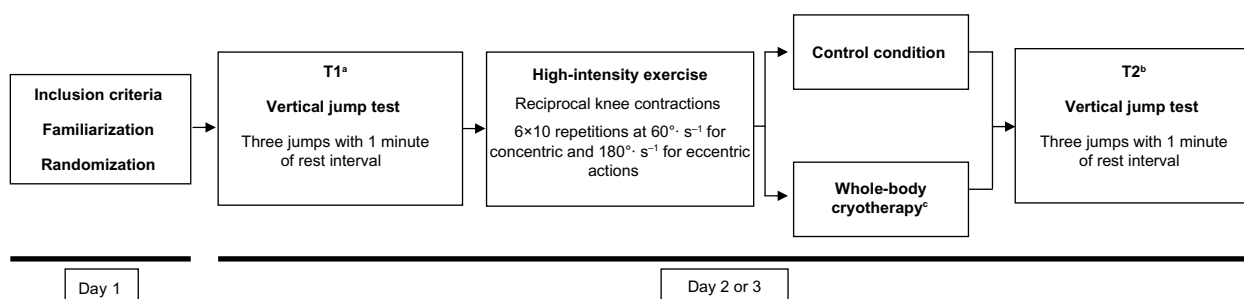 Inclusion criteria
Familiarization
Randomization
T1ᵃ
Vertical jump test
Three jumps with 1 minute
of rest interval
High-intensity exercise
Reciprocal knee contractions
6×10 repetitions at 60°· s⁻¹ for
concentric and 180°· s⁻¹ for eccentric
actions
Control condition
Whole-body
cryotherapyᶜ
T2ᵇ
Vertical jump test
Three jumps with 1 minute
of rest interval
Day 1
Day 2 or 3